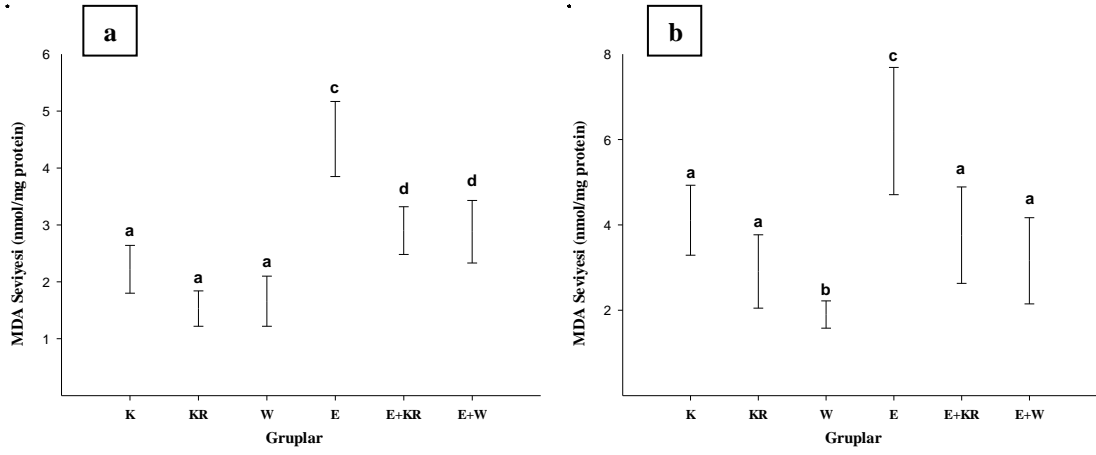 a
MDA Seviyesi (nmol/mg protein)
6
5
4
3
2
1
a
a
a
c
d
d
K KR W E E+KR E+W
Gruplar
b
MDA Seviyesi (nmol/mg protein)
8
6
4
2
a
a
b
c
a
a
K KR W E E+KR E+W
Gruplar